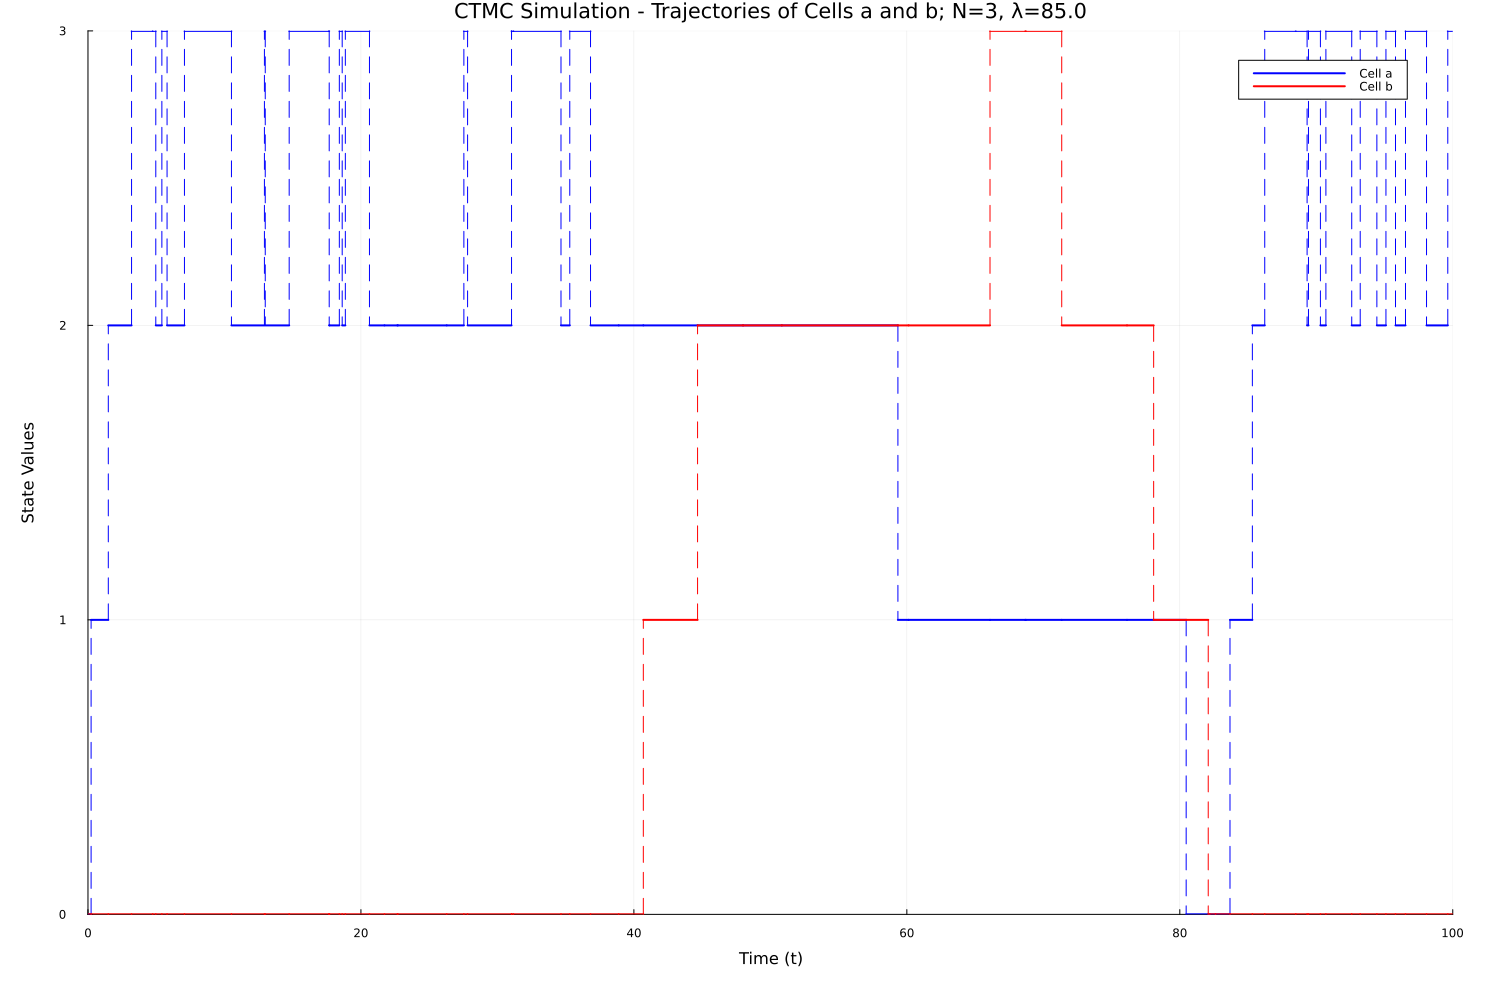 CTMC Simulation - Trajectories of Cells a and b; N=3, λ=85.0
3
Cell a
Cell b
2
State Values
1
0
0 20 40 60 80 100
Time (t)